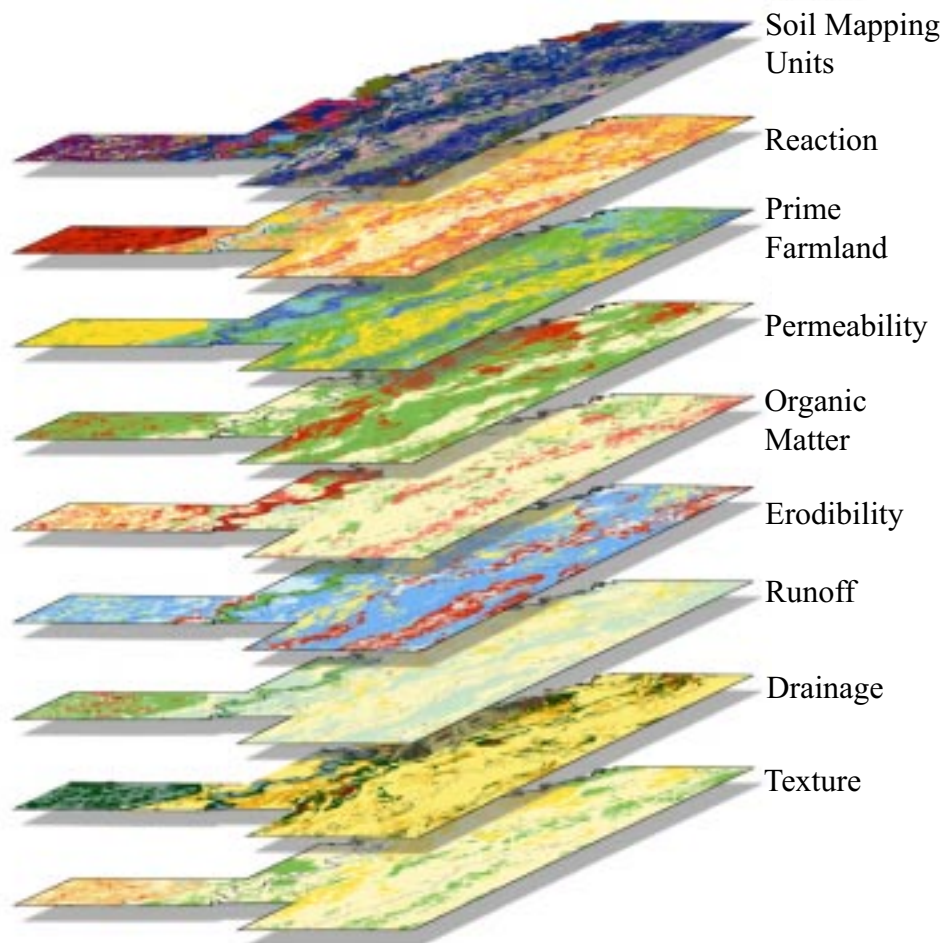 Soil Mapping
Units
Reaction
Prime
Farmland
Permeability
Organic
Matter
Erodibility
Runoff
Drainage
Texture